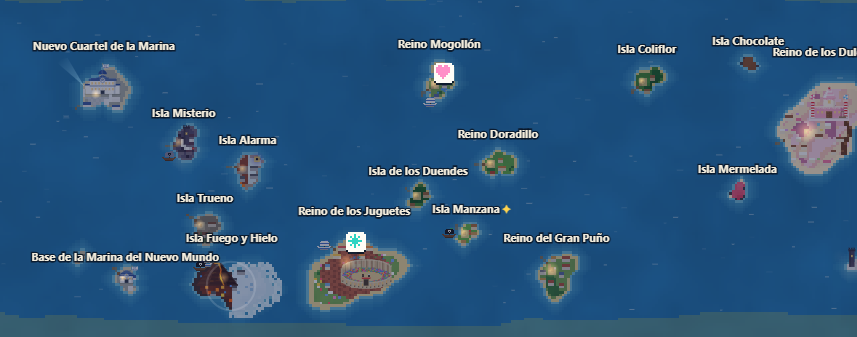 Reino Mogollón
Isla Chocolate
Nuevo Cuartel de la Marina
Isla Coliflor
Reino de los Dul
Isla Misterio
Isla Alarma
Reino Doradillo
Isla de los Duendes
Isla Mermelada
Isla Trueno
Reino de los Juguetes
Isla Manzana
Isla Fuego y Hielo
Reino del Gran Puño
Base de la Marina del Nuevo Mundo